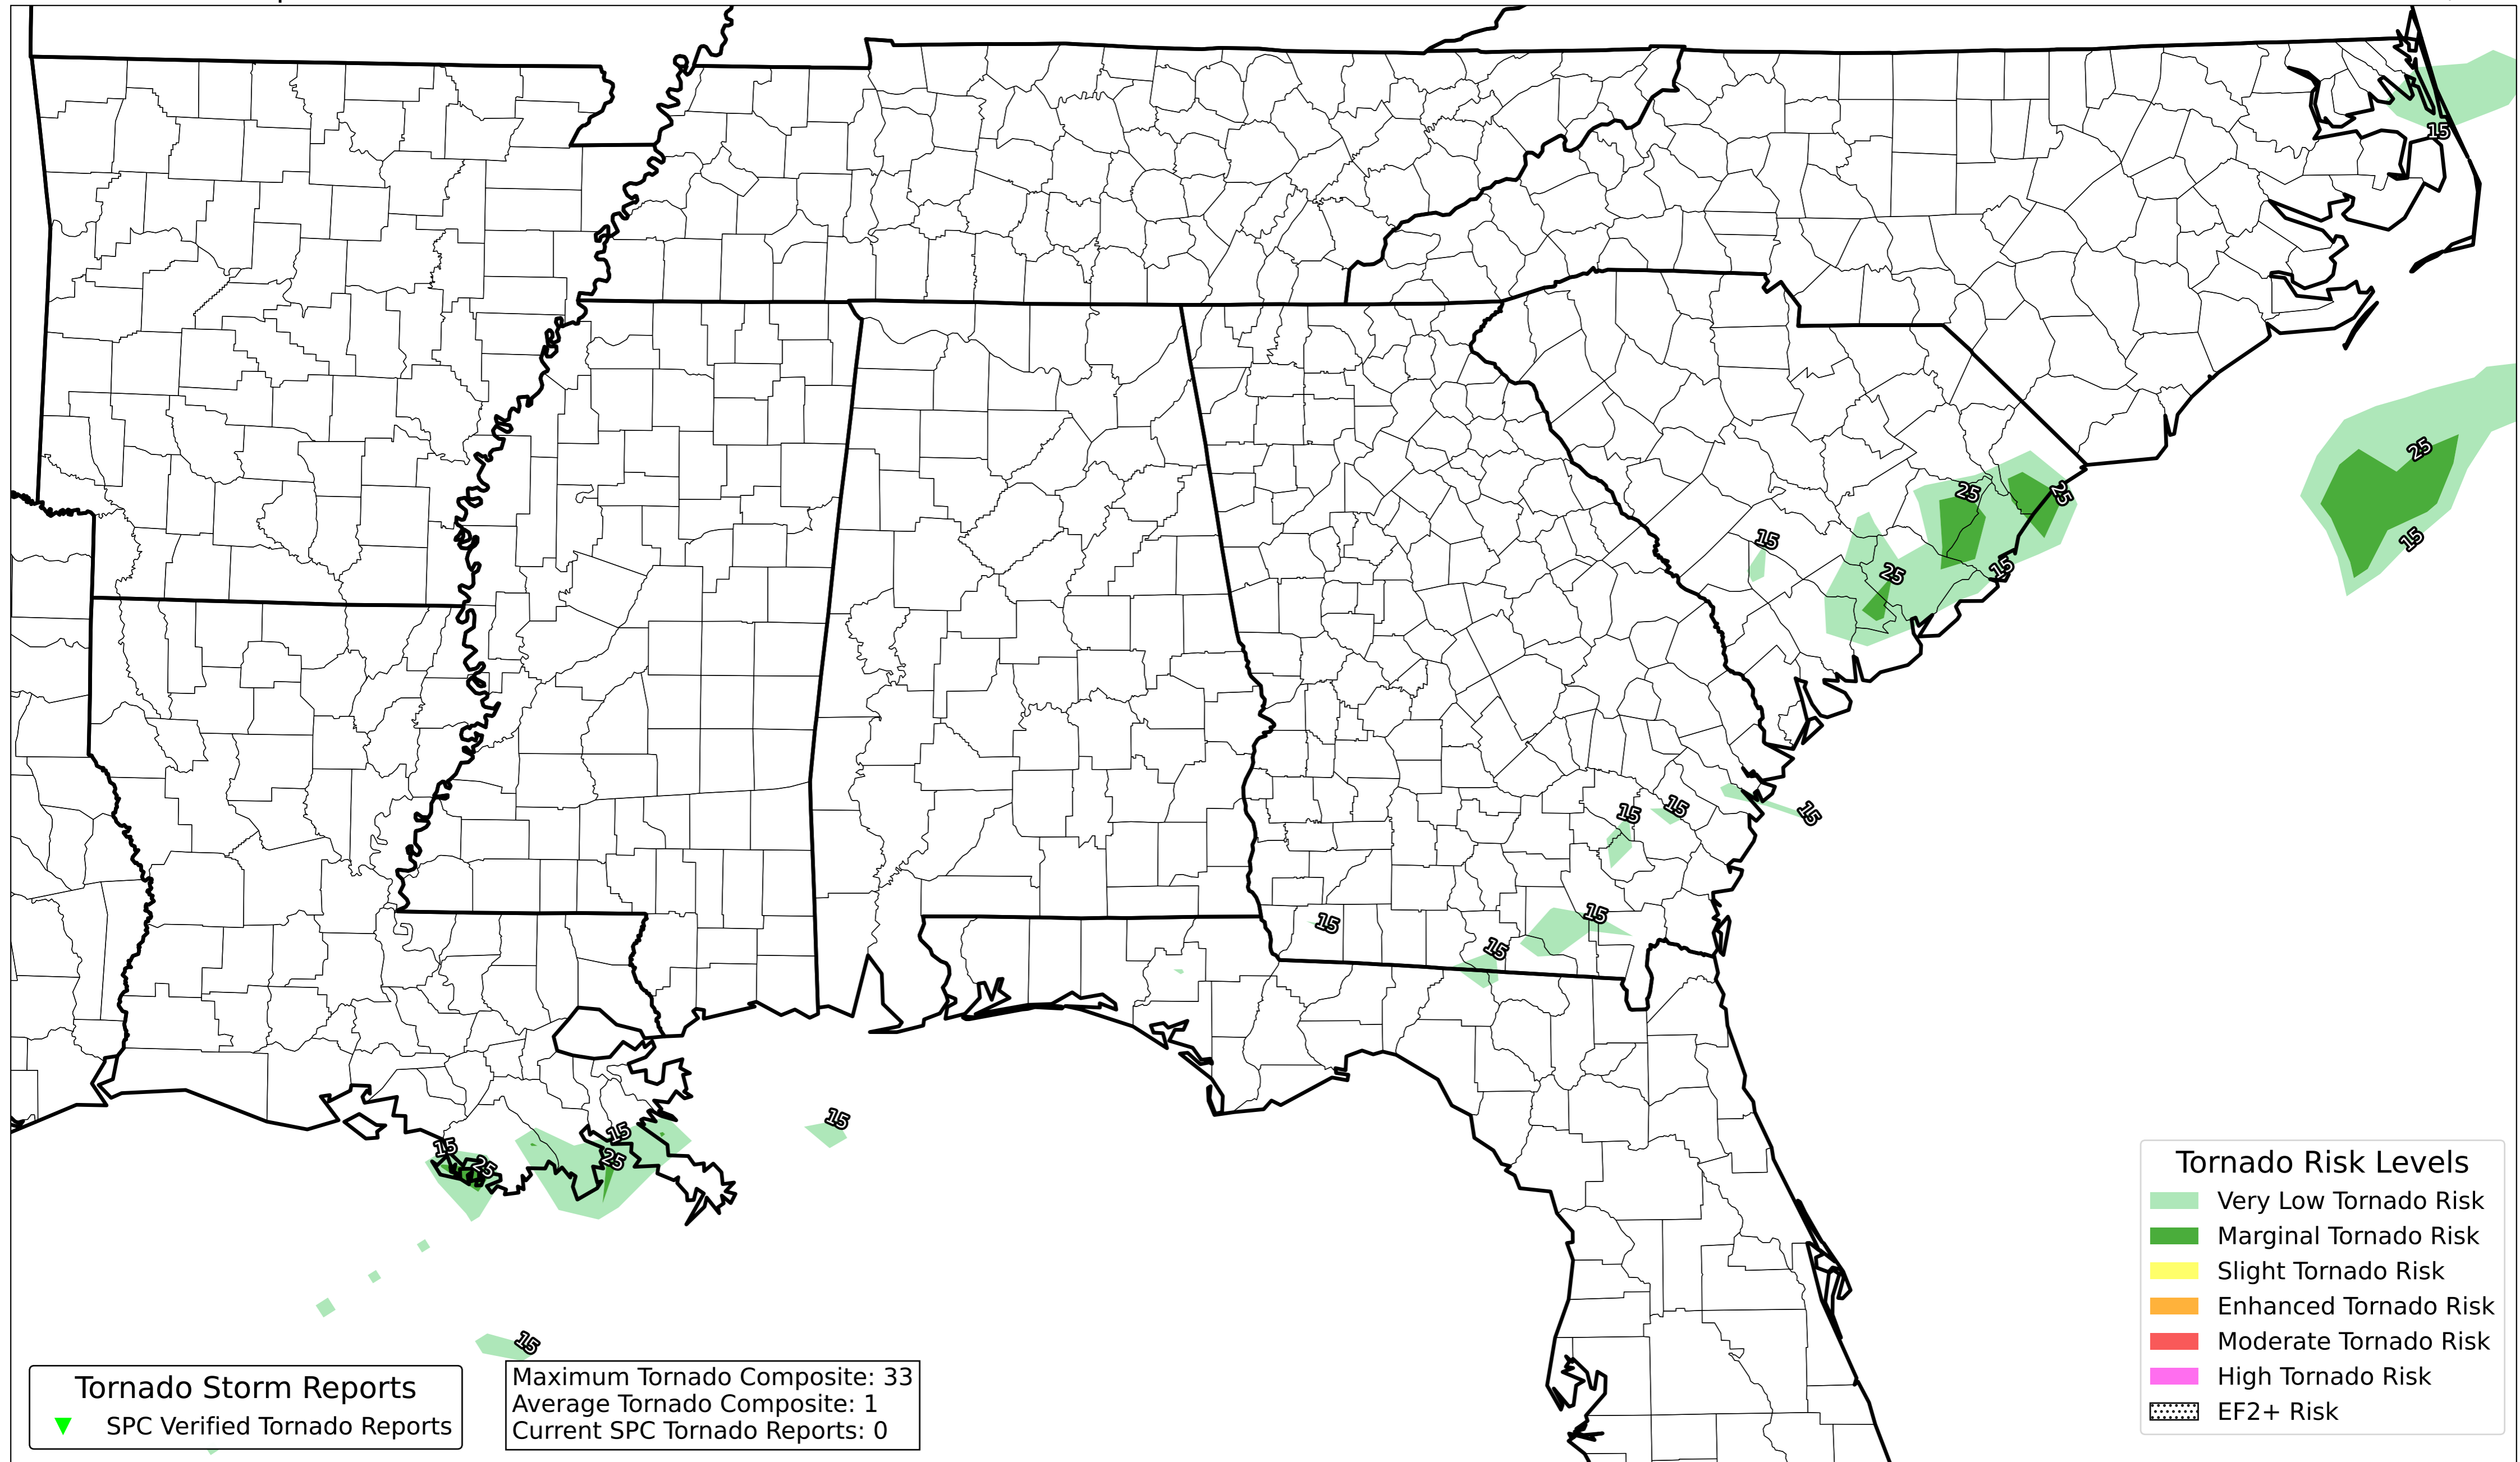 15
25
15
25
25
15
25
15
25
15
15
15
15
15
15
15
15
15
25
15
25
15
Tornado Risk Levels
Very Low Tornado Risk
Marginal Tornado Risk
Slight Tornado Risk
Enhanced Tornado Risk
Moderate Tornado Risk
High Tornado Risk
EF2+ Risk
Tornado Storm Reports
SPC Verified Tornado Reports
Maximum Tornado Composite: 33
Average Tornado Composite: 1
Current SPC Tornado Reports: 0